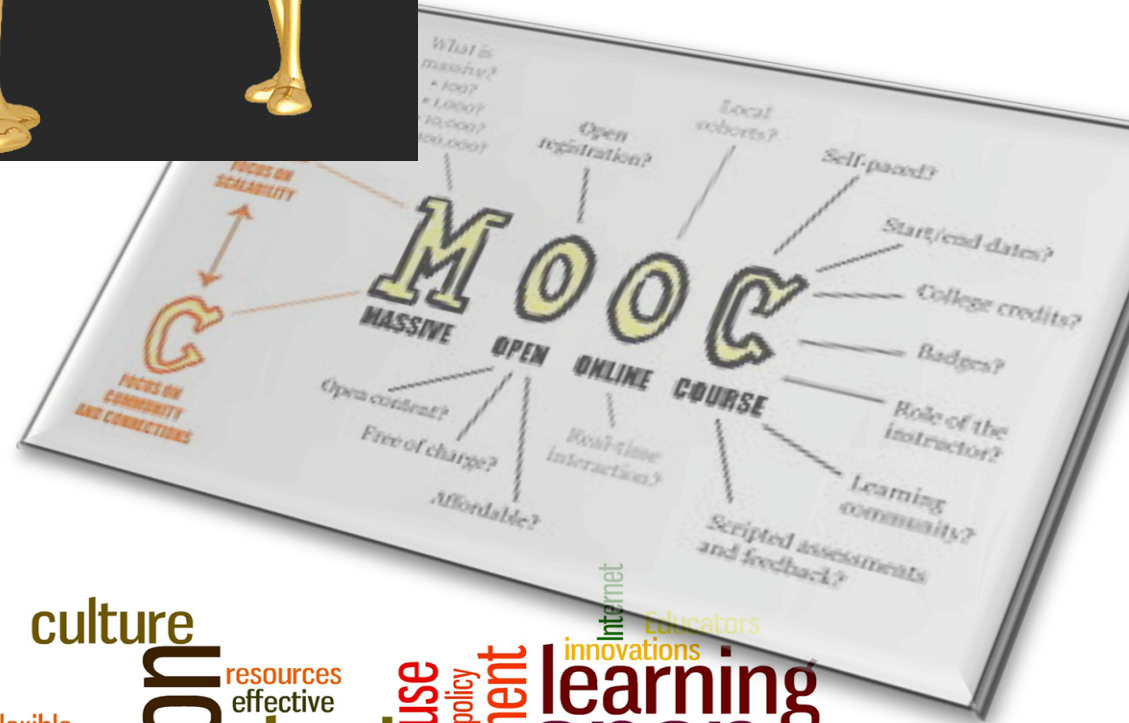 What is
massive?
• 100?
• 1,000?
10,000?
100,000?
Open
registration?
Local
cohorts?
Self-paced?
Start/end dates?
College credits?
Badges?
Role of the
instructor?
Learning
community?
Scripted assessments
and feedback?
FOCUS ON
SCALABILITY
MOOC
MASSIVE
OPEN
ONLINE
COURSE
C
FOCUS ON
COMMUNITY
AND CONNECTIONS
Open content?
Free of charge?
Affordable?
Real-time
interaction?
culture
resources
effective
policy
Internet
Educators
innovations
learning